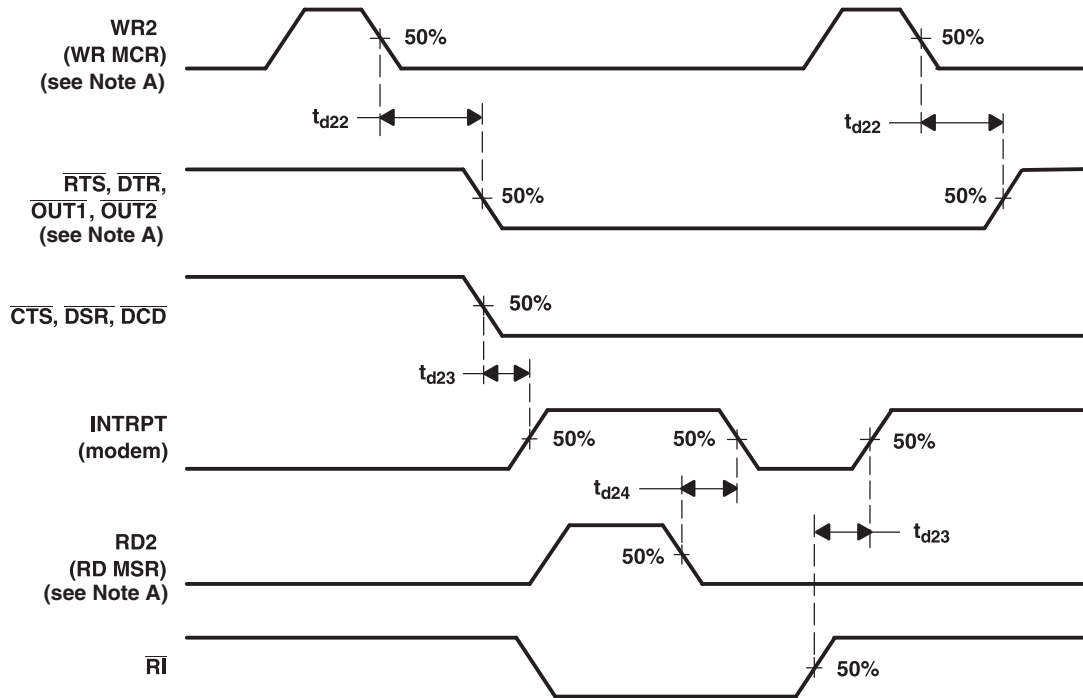 WR2
(WR MCR)
(see Note A)
50%
50%
td22
td22
RTS, DTR,
OUT1, OUT2
(see Note A)
50%
50%
CTS, DSR, DCD
50%
td23
INTRPT
(modem)
50%
50%
50%
td24
td23
RD2
(RD MSR)
(see Note A)
50%
RI
50%